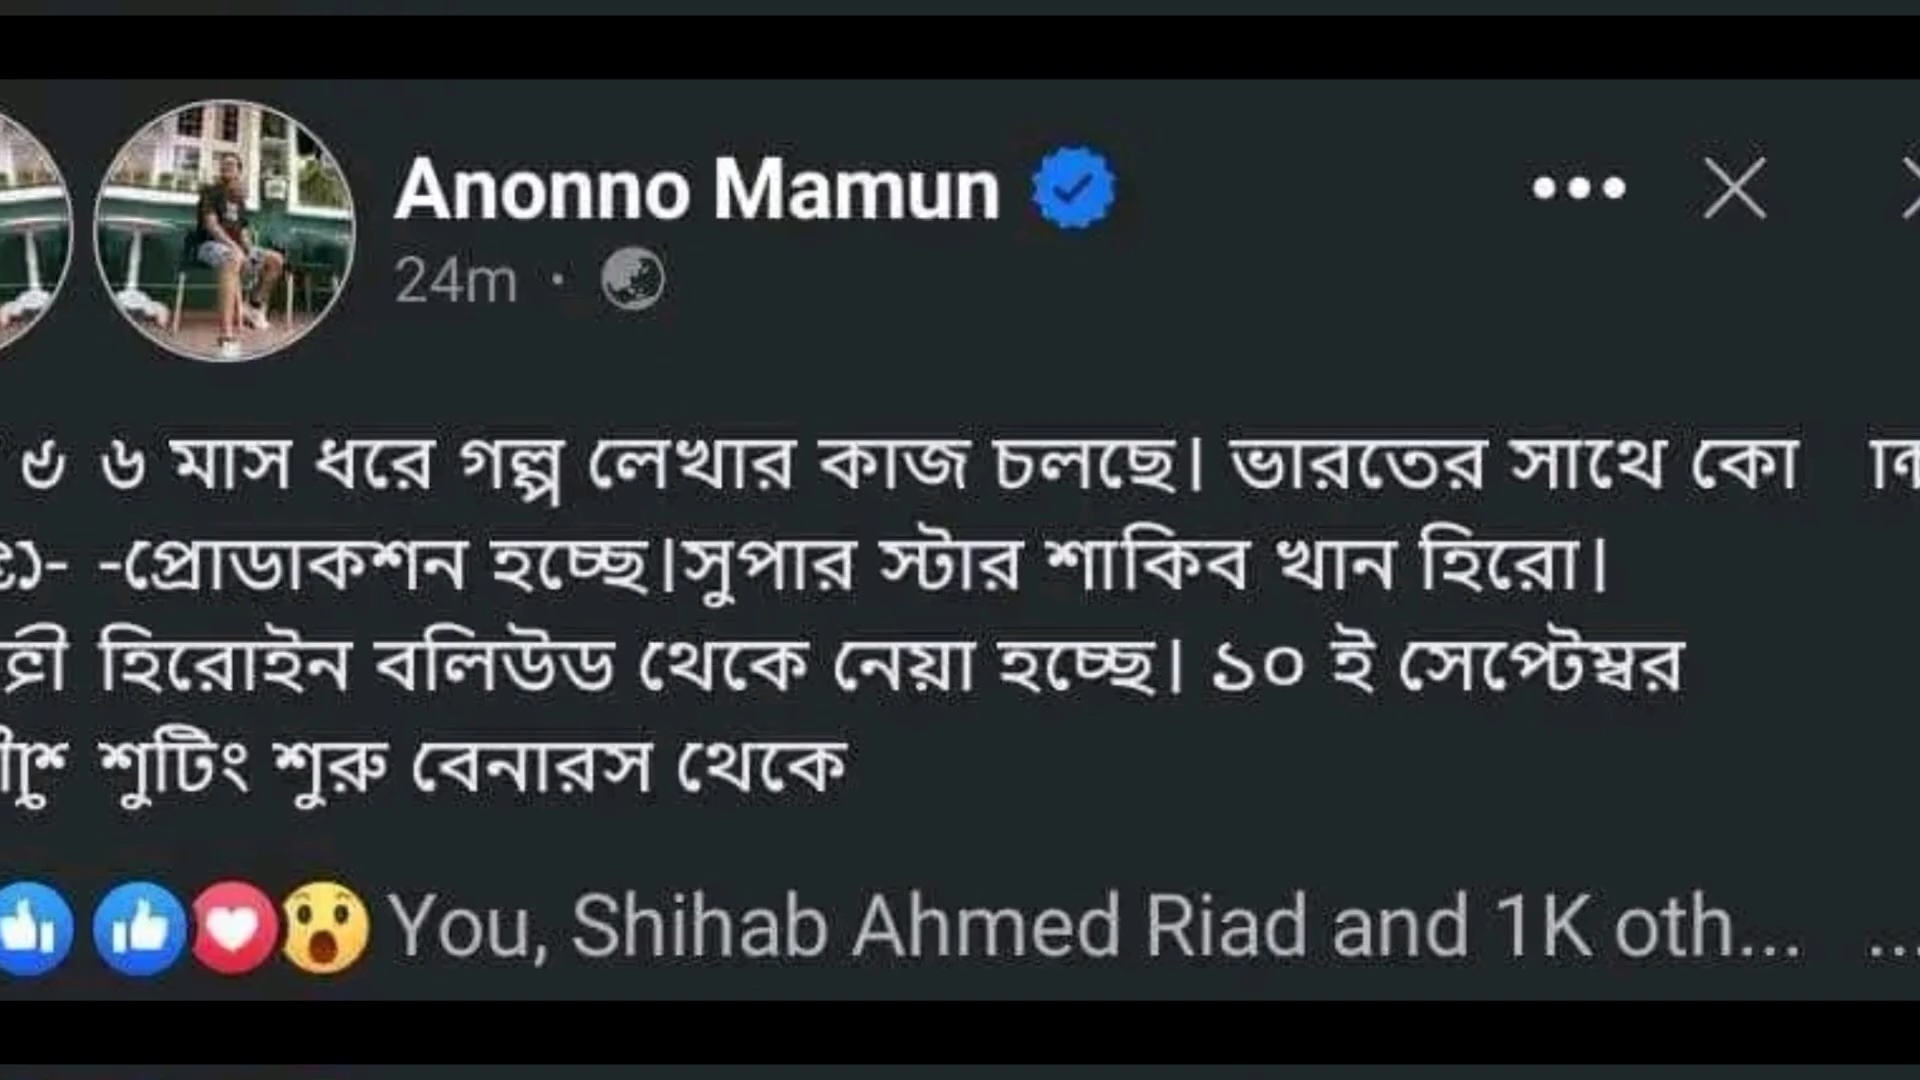 Anonno Mamun
24m ·
৬ মাস ধরে গল্প লেখার কাজ চলছে। ভারতের সাথে কো
-প্রোডাকশন হচ্ছে।সুপার স্টার শাকিব খান হিরো।
হিরোইন বলিউড থেকে নেয়া হচ্ছে। ১০ ই সেপ্টেম্বর
শুটিং শুরু বেনারস থেকে
You, Shihab Ahmed Riad and 1K oth...